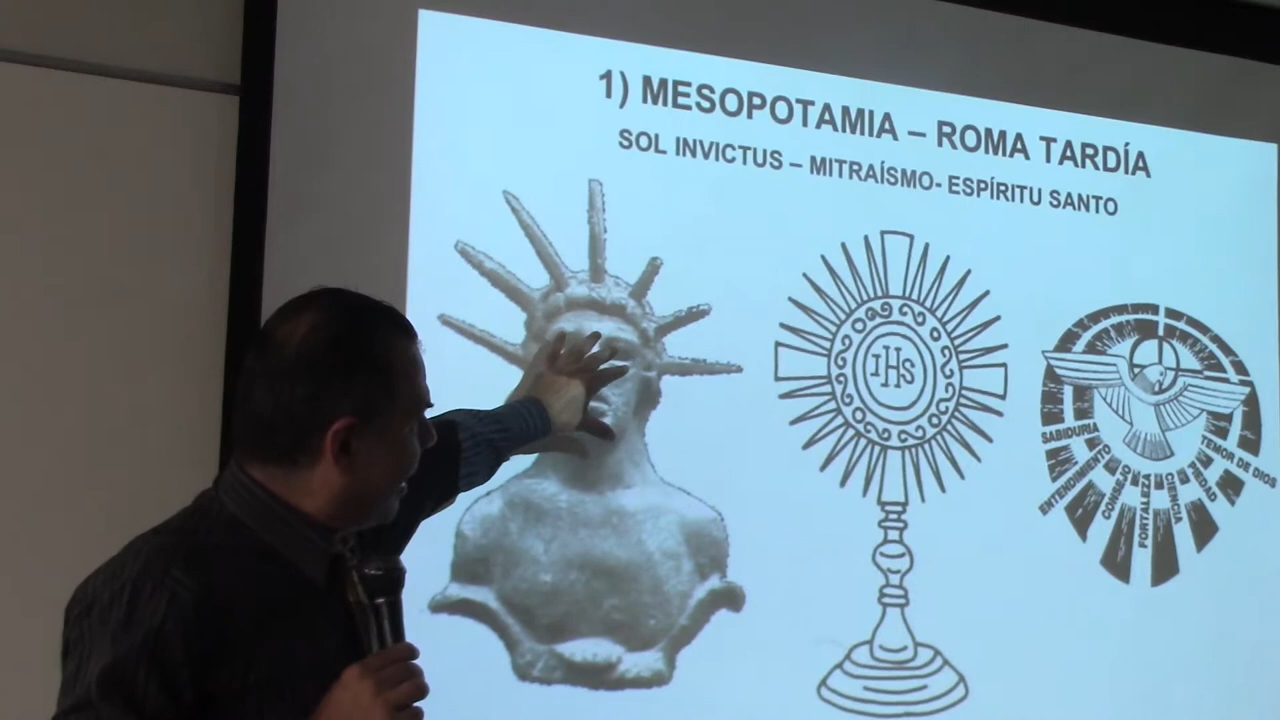 1) MESOPOTAMIA – ROMA TARDÍA
SOL INVICTUS – MITRAÍSMO- ESPÍRITU SANTO
IHS
SABIDURIA
ENTENDIMIENTO
CONSEJO
FORTALEZA
CIENCIA
PIEDAD
TEMOR DE DIOS